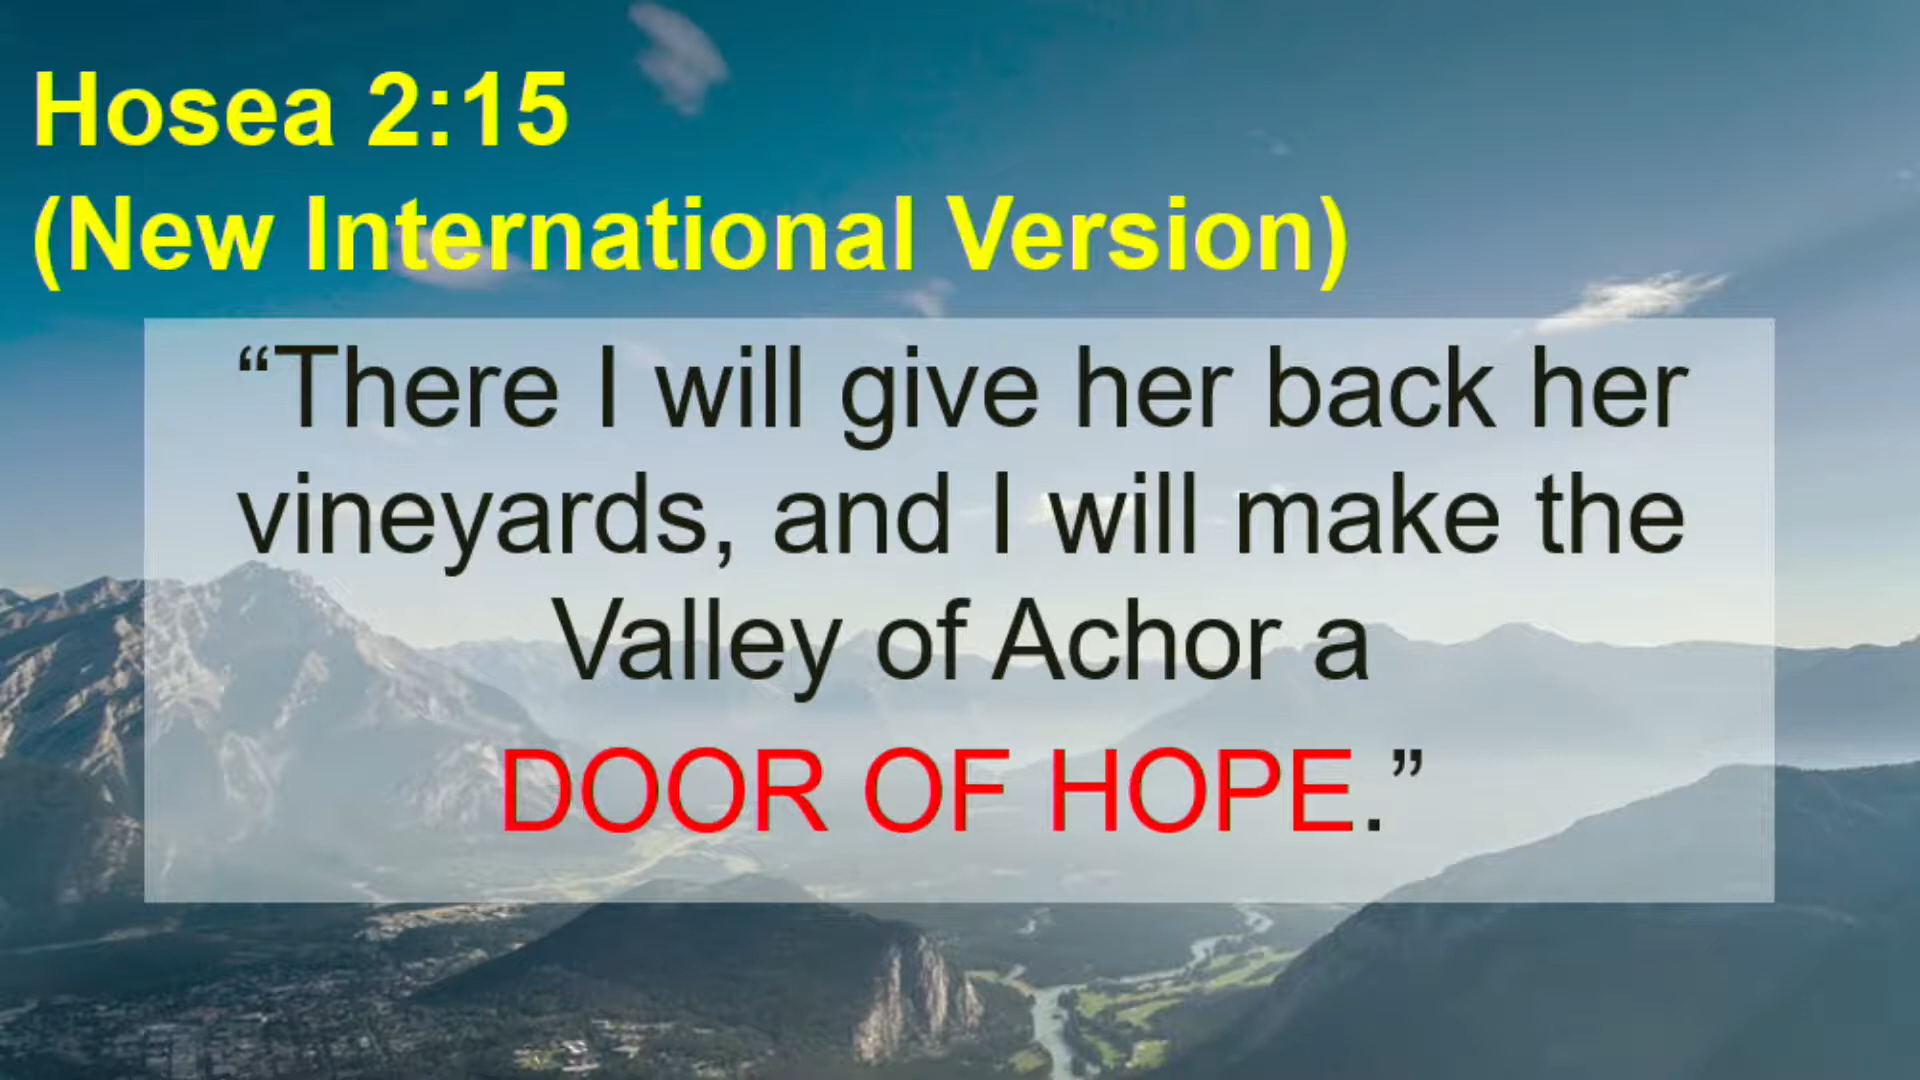 Hosea 2:15
(New International Version)
“There I will give her back her
vineyards, and I will make the
Valley of Achor a
DOOR OF HOPE.”